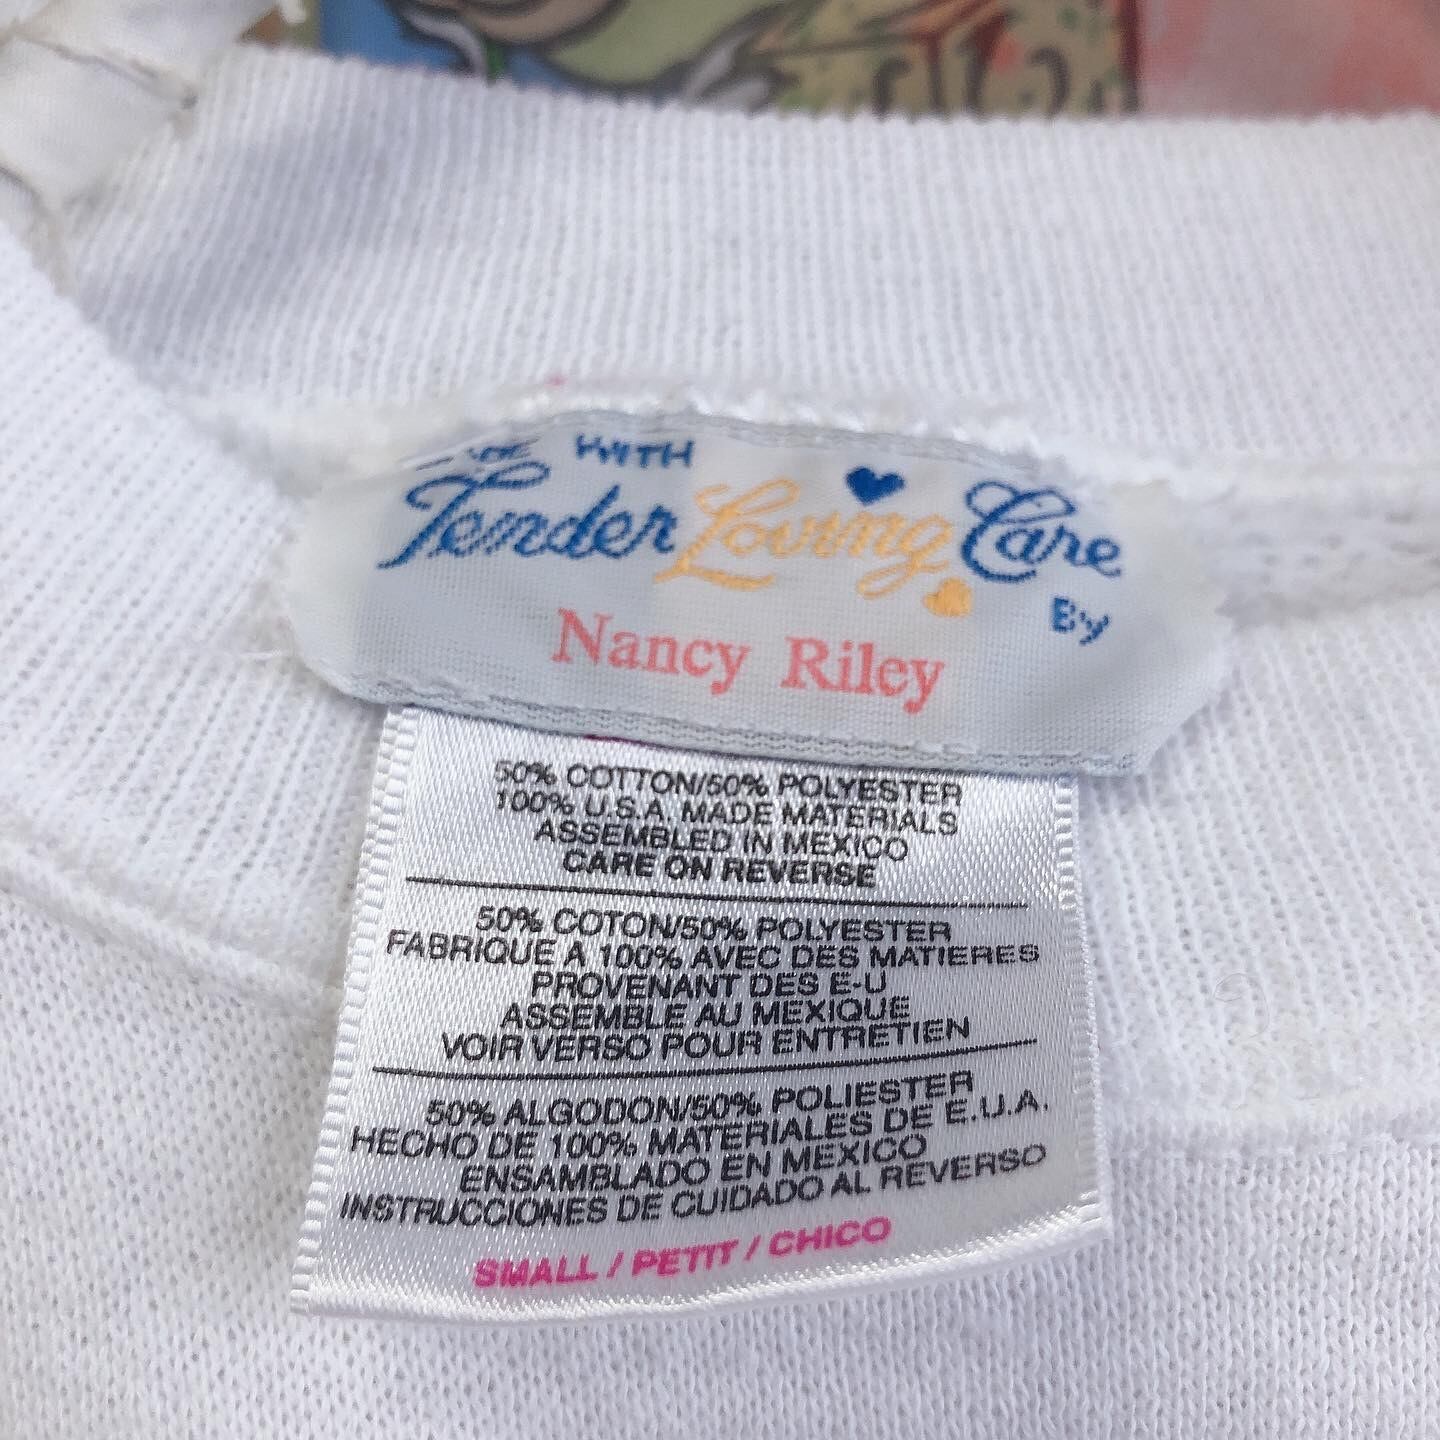 WITH
Tender Loving Care
BY
Nancy Riley
50% COTTON/50% POLYESTER
100% U.S.A. MADE MATERIALS
ASSEMBLED IN MEXICO
CARE ON REVERSE
50% COTON/50% POLYESTER
FABRIQUE A 100% AVEC DES MATIERES
PROVENANT DES E-U
ASSEMBLE AU MEXIQUE
VOIR VERSO POUR ENTRETIEN
50% ALGODON/50% POLIESTER
HECHO DE 100% MATERIALES DE E.U.A.
ENSAMBLADO EN MEXICO
INSTRUCCIONES DE CUIDADO AL REVERSO
SMALL / PETIT / CHICO